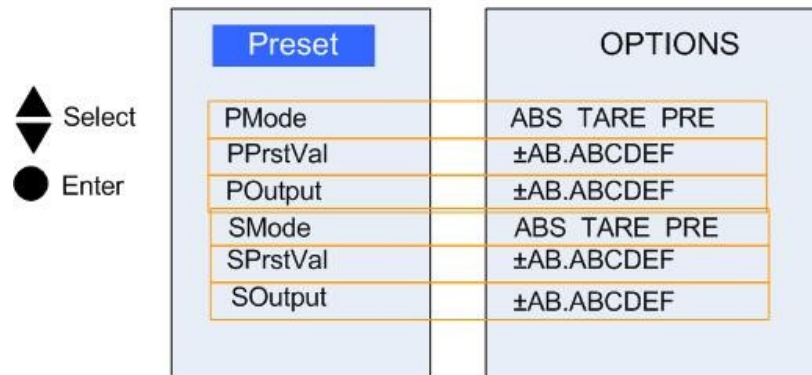 Preset OPTIONS
Select PMode ABS TARE PRE
PPrstVal ±AB.ABCDEF
Enter POutput ±AB.ABCDEF
SMode ABS TARE PRE
SPrstVal ±AB.ABCDEF
SOutput ±AB.ABCDEF